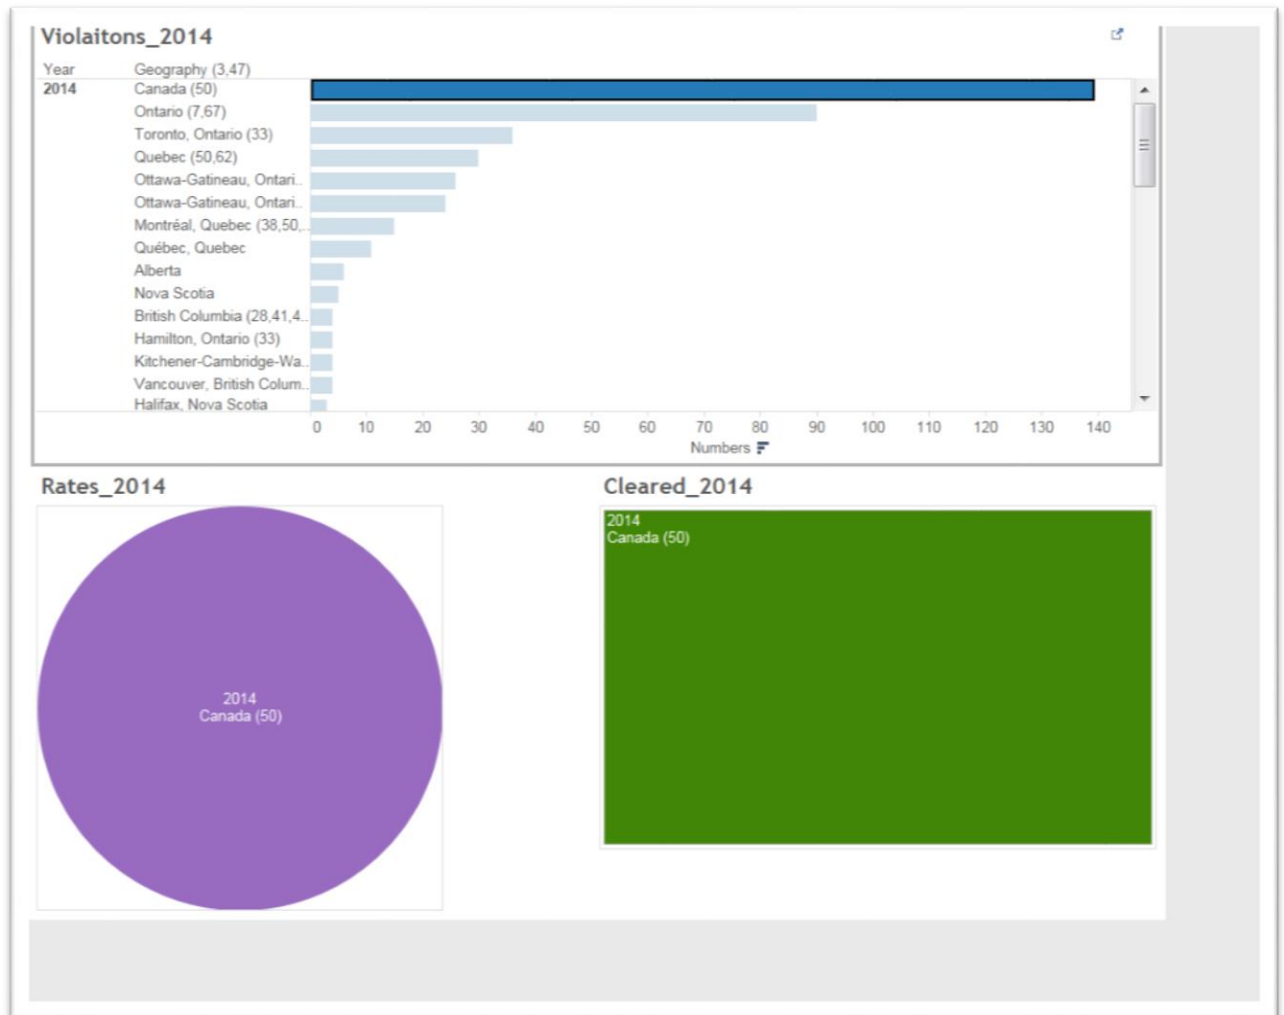 Violaitons_2014
Year Geography (3,47)
2014 Canada (50)
Ontario (7,67)
Toronto, Ontario (33)
Quebec (50,62)
Ottawa-Gatineau, Ontari..
Ottawa-Gatineau, Ontari..
Montréal, Quebec (38,50,..
Québec, Quebec
Alberta
Nova Scotia
British Columbia (28,41,4..
Hamilton, Ontario (33)
Kitchener-Cambridge-Wa..
Vancouver, British Colum..
Halifax, Nova Scotia
0 10 20 30 40 50 60 70 80 90 100 110 120 130 140
Numbers
Rates_2014
2014
Canada (50)
Cleared_2014
2014
Canada (50)